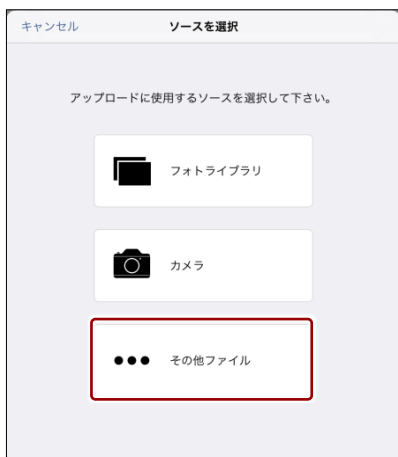 キャンセル ソースを選択
アップロードに使用するソースを選択して下さい。
フォトライブラリ
カメラ
その他ファイル